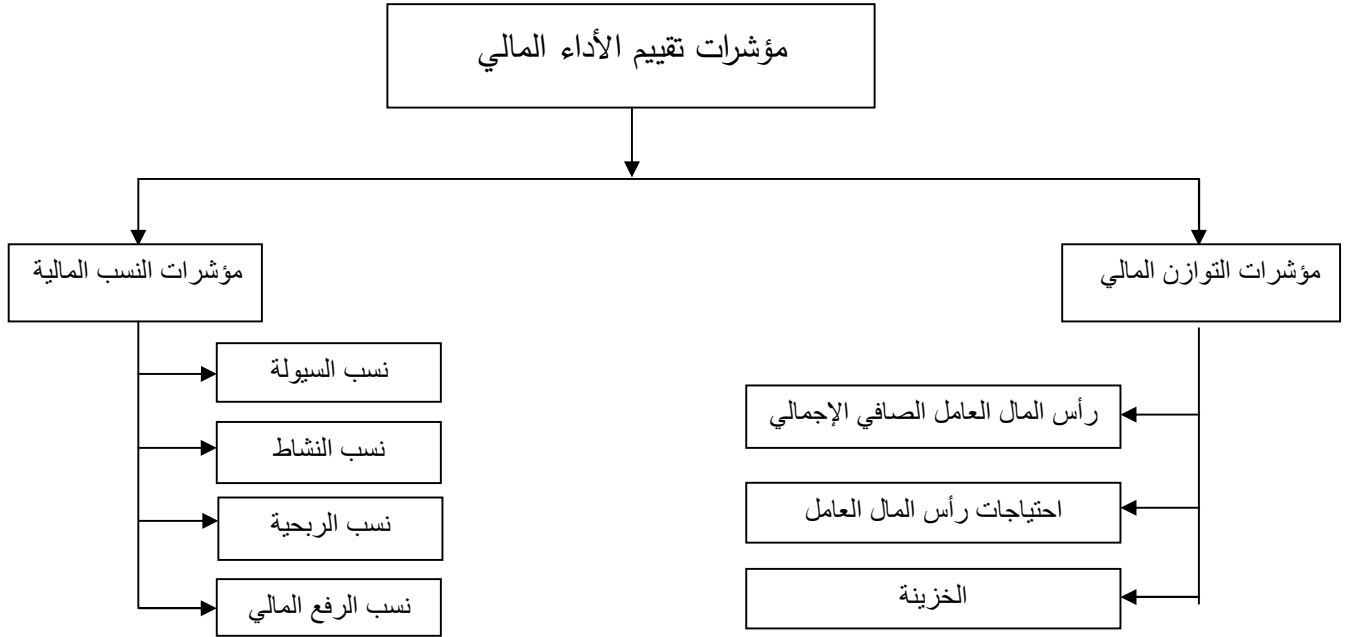 مؤشرات تقييم الأداء المالي
مؤشرات التوازن المالي
رأس المال العامل الصافي الإجمالي
احتياجات رأس المال العامل
الخزينة
مؤشرات النسب المالية
نسب السيولة
نسب النشاط
نسب الربحية
نسب الرفع المالي